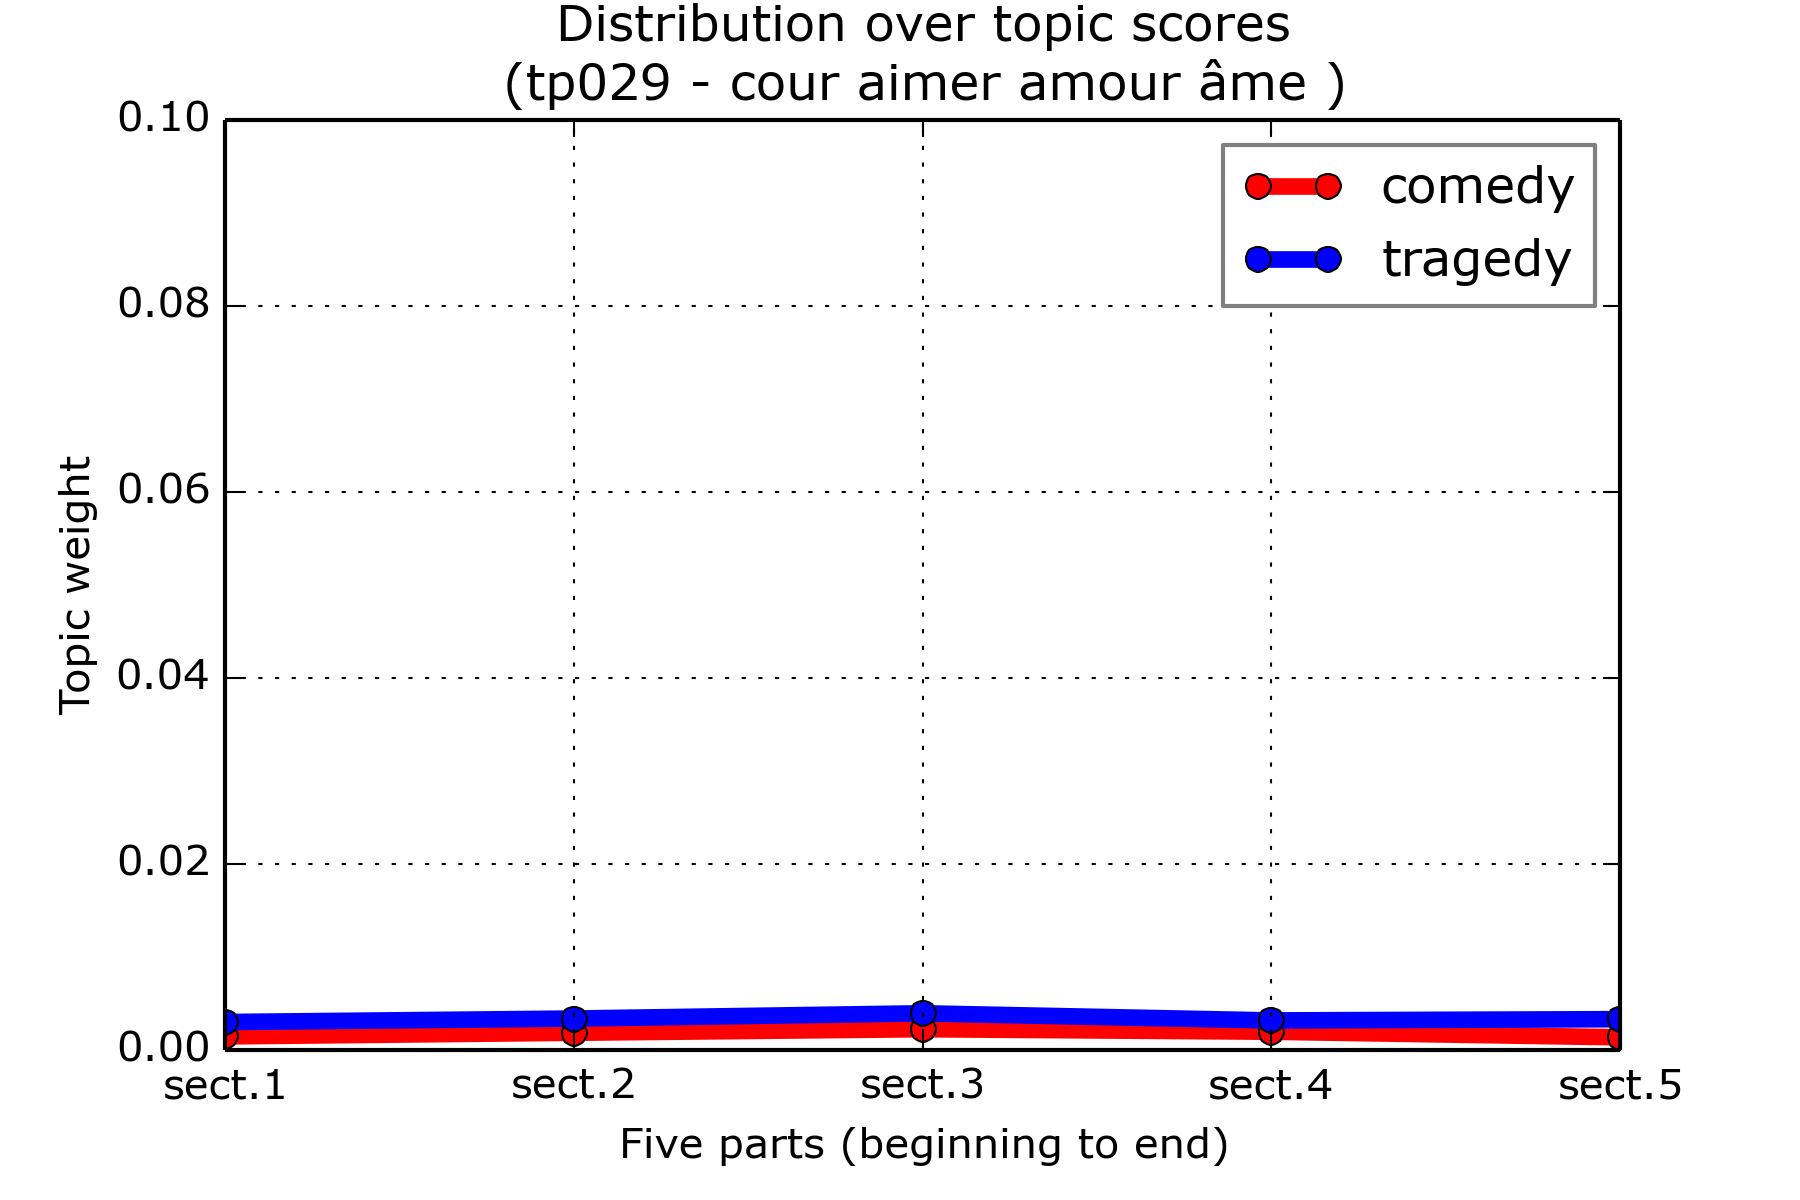 Distribution over topic scores
(tp029 - cour aimer amour âme )
0.10
comedy
tragedy
0.08
0.06
Topic weight
0.04
0.02
0.00
sect.1 sect.2 sect.3 sect.4 sect.5
Five parts (beginning to end)